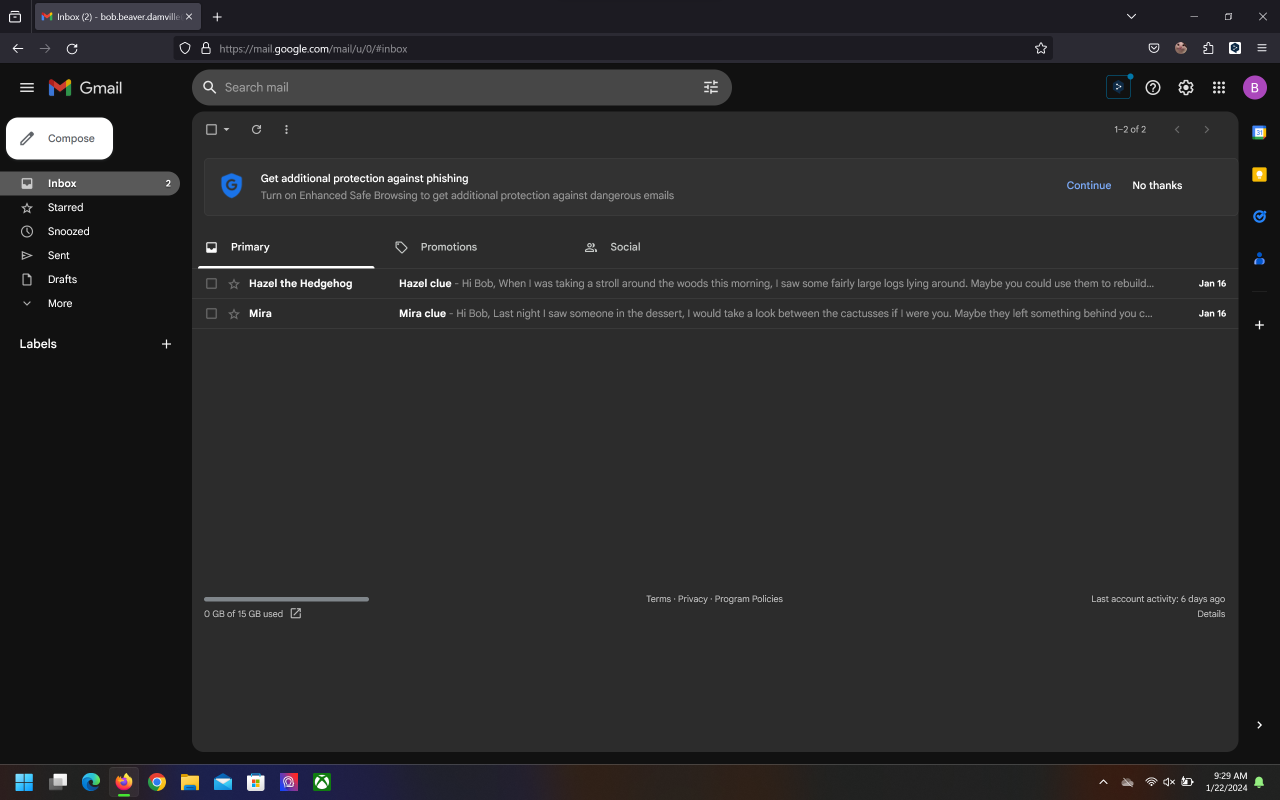 Inbox (2) - bob.beaver.damville
https://mail.google.com/mail/u/0/#inbox
Gmail
Search mail
B
Compose
1–2 of 2
Get additional protection against phishing
Turn on Enhanced Safe Browsing to get additional protection against dangerous emails
Continue
No thanks
Inbox 2
Starred
Snoozed
Sent
Drafts
More
Labels
Primary
Promotions
Social
Hazel the Hedgehog Hazel clue - Hi Bob, When I was taking a stroll around the woods this morning, I saw some fairly large logs lying around. Maybe you could use them to rebuild... Jan 16
Mira Mira clue - Hi Bob, Last night I saw someone in the dessert, I would take a look between the cactusses if I were you. Maybe they left something behind you c... Jan 16
0 GB of 15 GB used
Terms · Privacy · Program Policies
Last account activity: 6 days ago
Details
9:29 AM
1/22/2024